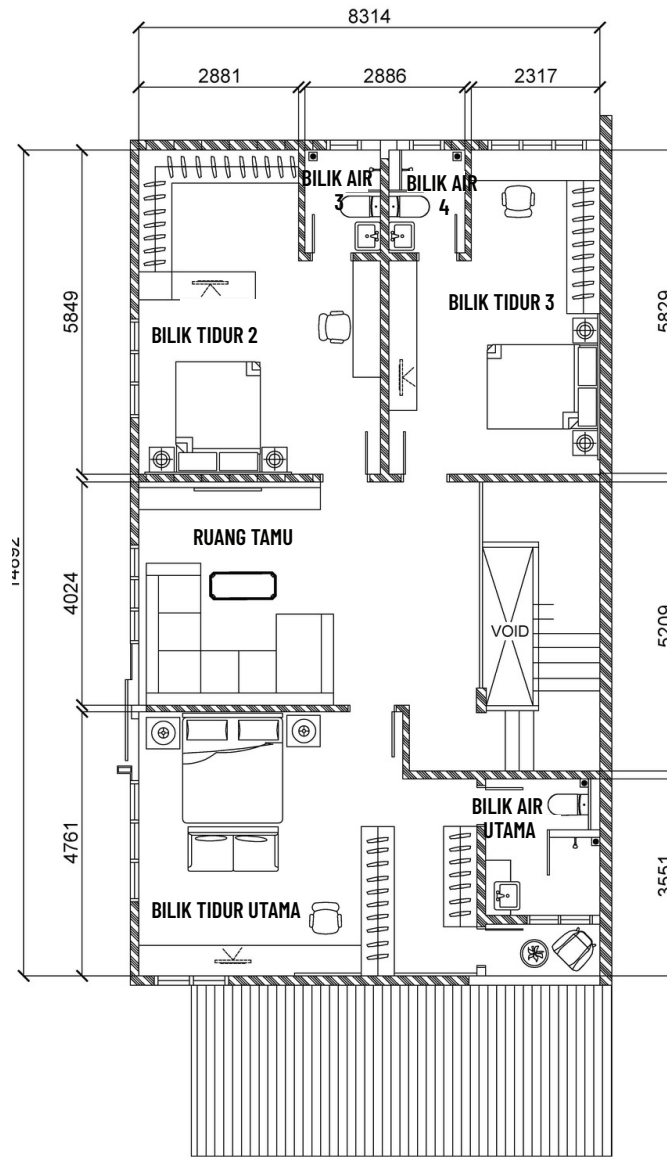 8314
2881
2886
2317
BILIK AIR
3
BILIK AIR
4
5849
BILIK TIDUR 2
BILIK TIDUR 3
5829
14692
RUANG TAMU
4024
VOID
5209
4761
BILIK AIR
UTAMA
BILIK TIDUR UTAMA
3551